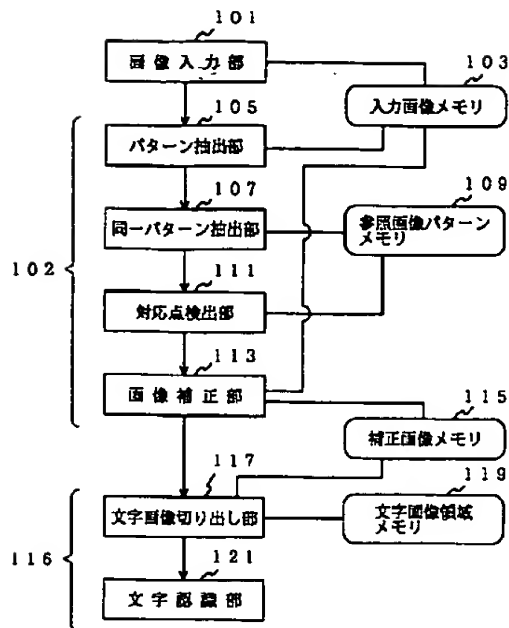 101
画像入力部
103
入力画像メモリ
105
パターン抽出部
107
同一パターン抽出部
109
参照画像パターン
メモリ
102
111
対応点検出部
113
画像補正部
115
補正画像メモリ
117
文字画像切り出し部
119
文字画像領域
メモリ
116
121
文字認識部